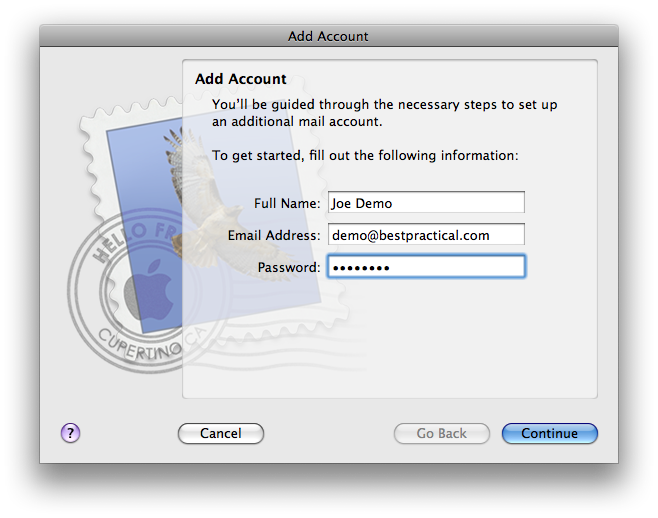 Add Account
Add Account
You'll be guided through the necessary steps to set up
an additional mail account.
To get started, fill out the following information:
Full Name: Joe Demo
Email Address: demo@bestpractical.com
Password: ••••••••
HELLO FR
CUPERTINO, CA
? Cancel Go Back Continue